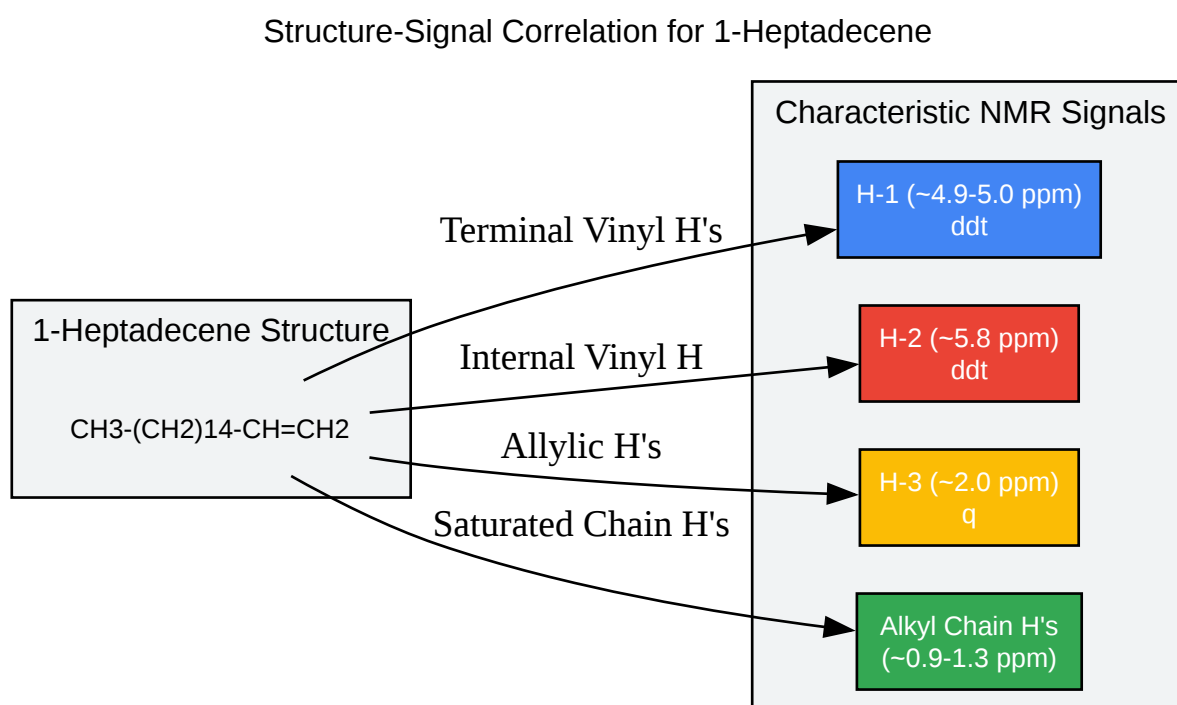 Structure-Signal Correlation for 1-Heptadecene
Characteristic NMR Signals
H-1 (~4.9-5.0 ppm)
ddt
Terminal Vinyl H's
1-Heptadecene Structure
Internal Vinyl H
H-2 (~5.8 ppm)
ddt
CH3-(CH2)14-CH=CH2
Allylic H's
H-3 (~2.0 ppm)
q
Saturated Chain H's
Alkyl Chain H's
(~0.9-1.3 ppm)